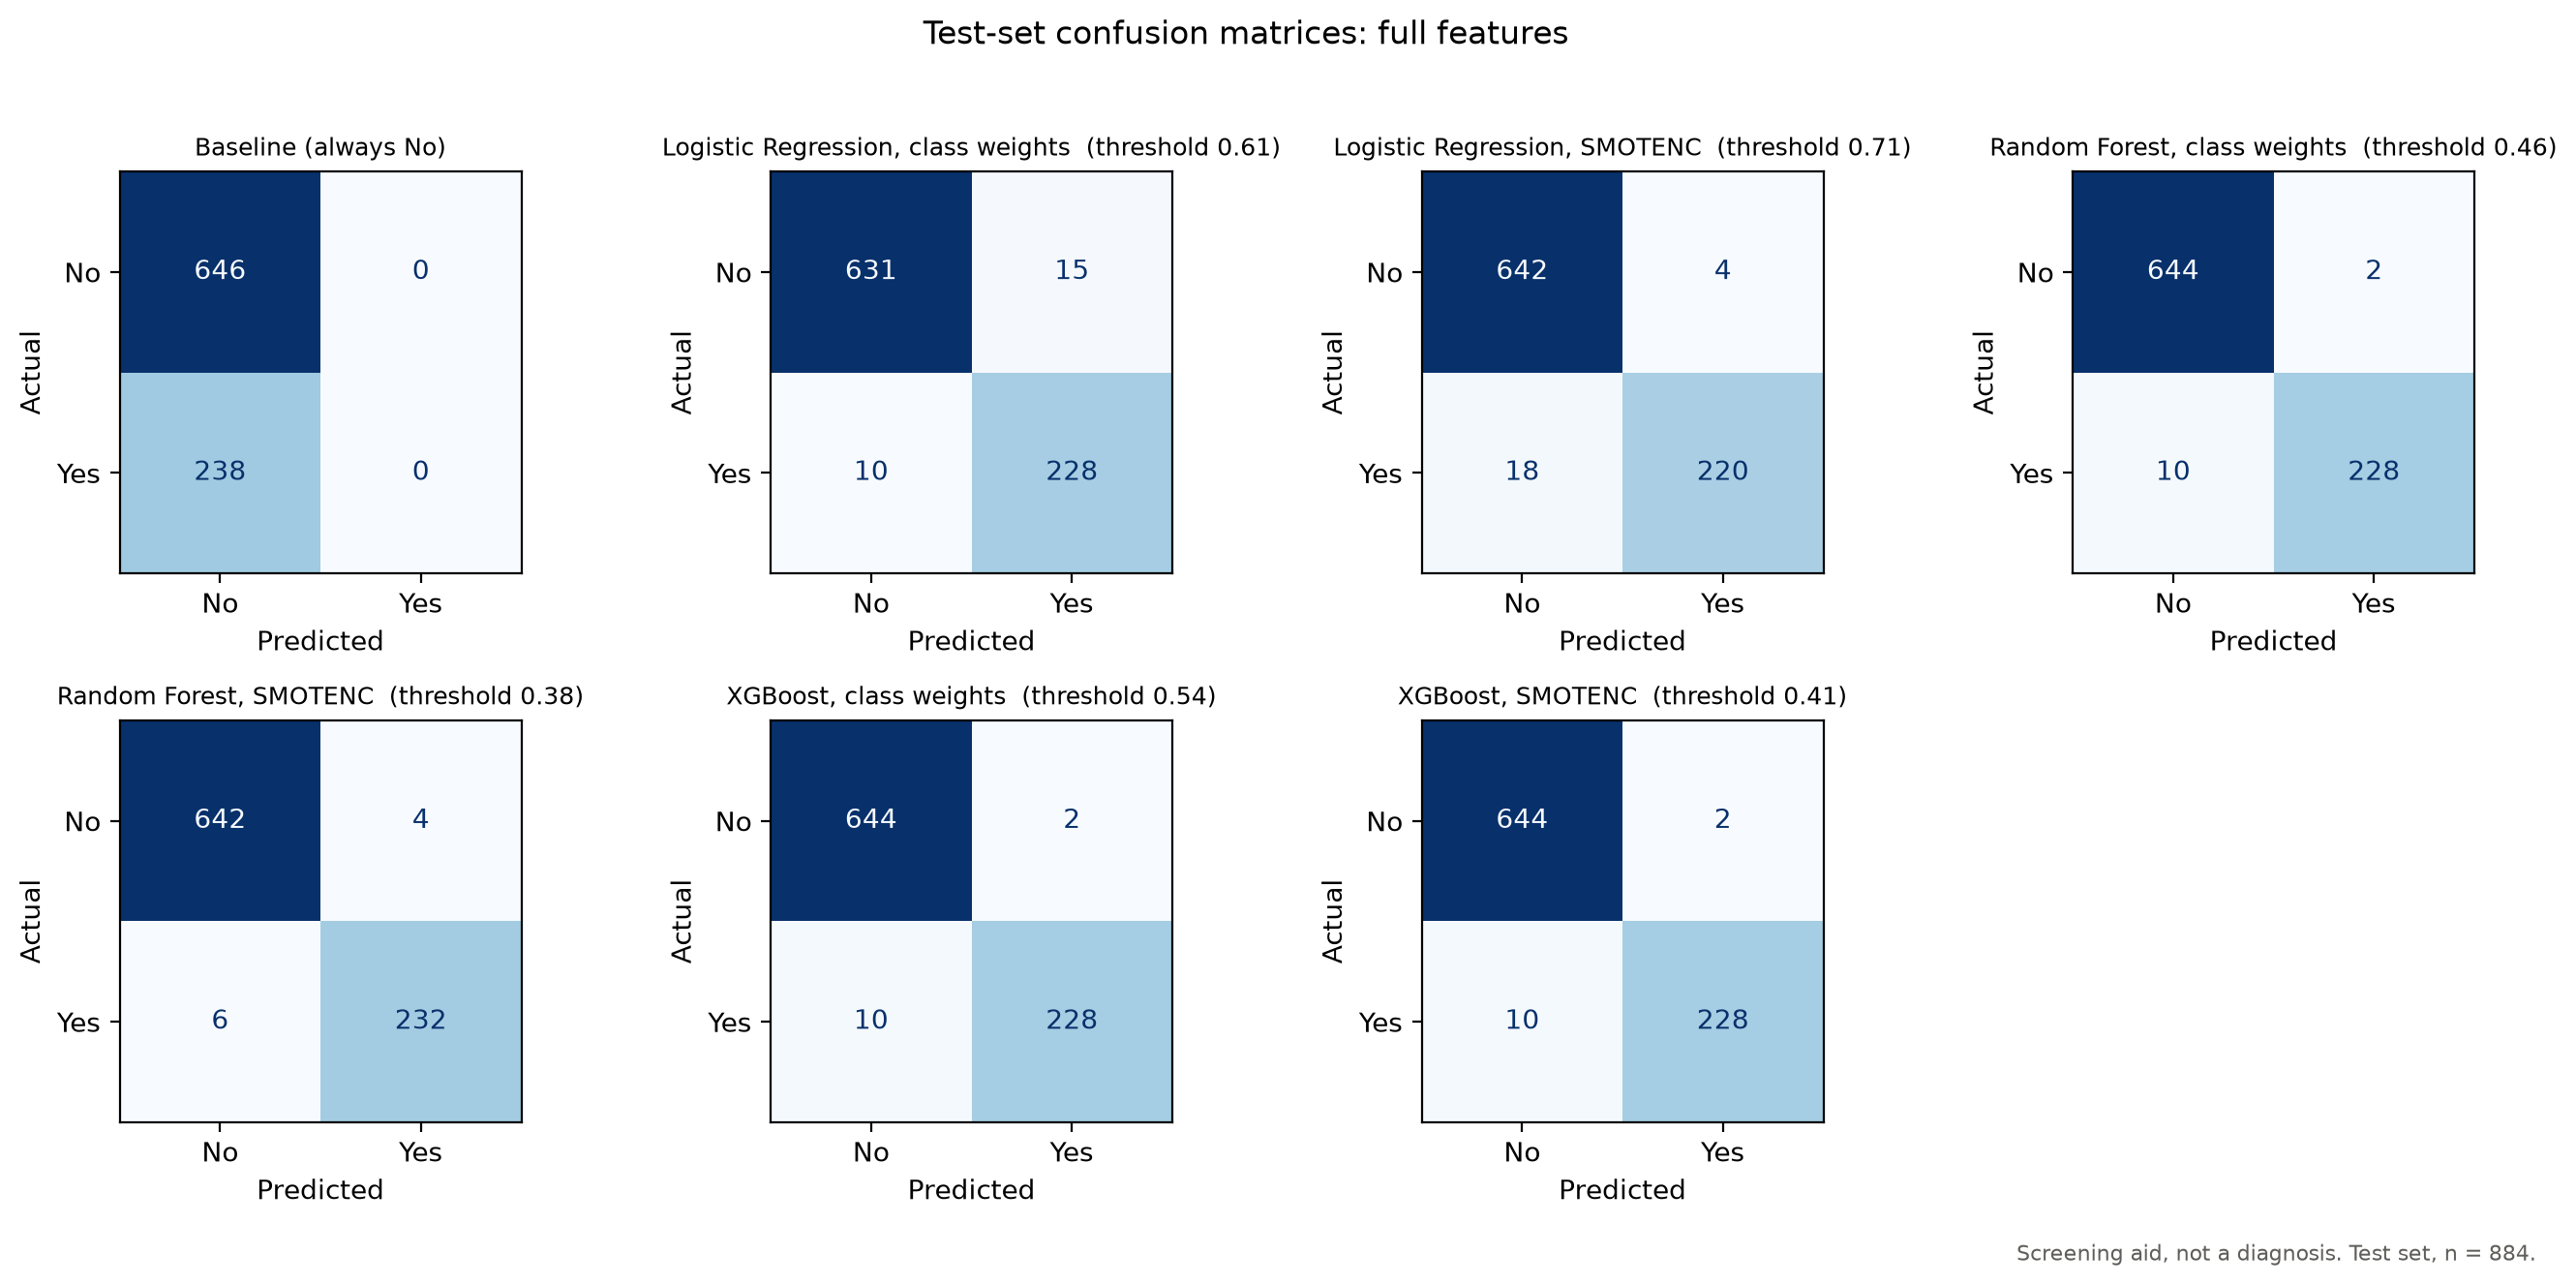 Test-set confusion matrices: full features
Baseline (always No)
Actual
No
646
0
Yes
238
0
No
Yes
Predicted
Logistic Regression, class weights  (threshold 0.61)
Actual
No
631
15
Yes
10
228
No
Yes
Predicted
Logistic Regression, SMOTENC  (threshold 0.71)
Actual
No
642
4
Yes
18
220
No
Yes
Predicted
Random Forest, class weights  (threshold 0.46)
Actual
No
644
2
Yes
10
228
No
Yes
Predicted
Random Forest, SMOTENC  (threshold 0.38)
Actual
No
642
4
Yes
6
232
No
Yes
Predicted
XGBoost, class weights  (threshold 0.54)
Actual
No
644
2
Yes
10
228
No
Yes
Predicted
XGBoost, SMOTENC  (threshold 0.41)
Actual
No
644
2
Yes
10
228
No
Yes
Predicted
Screening aid, not a diagnosis. Test set, n = 884.